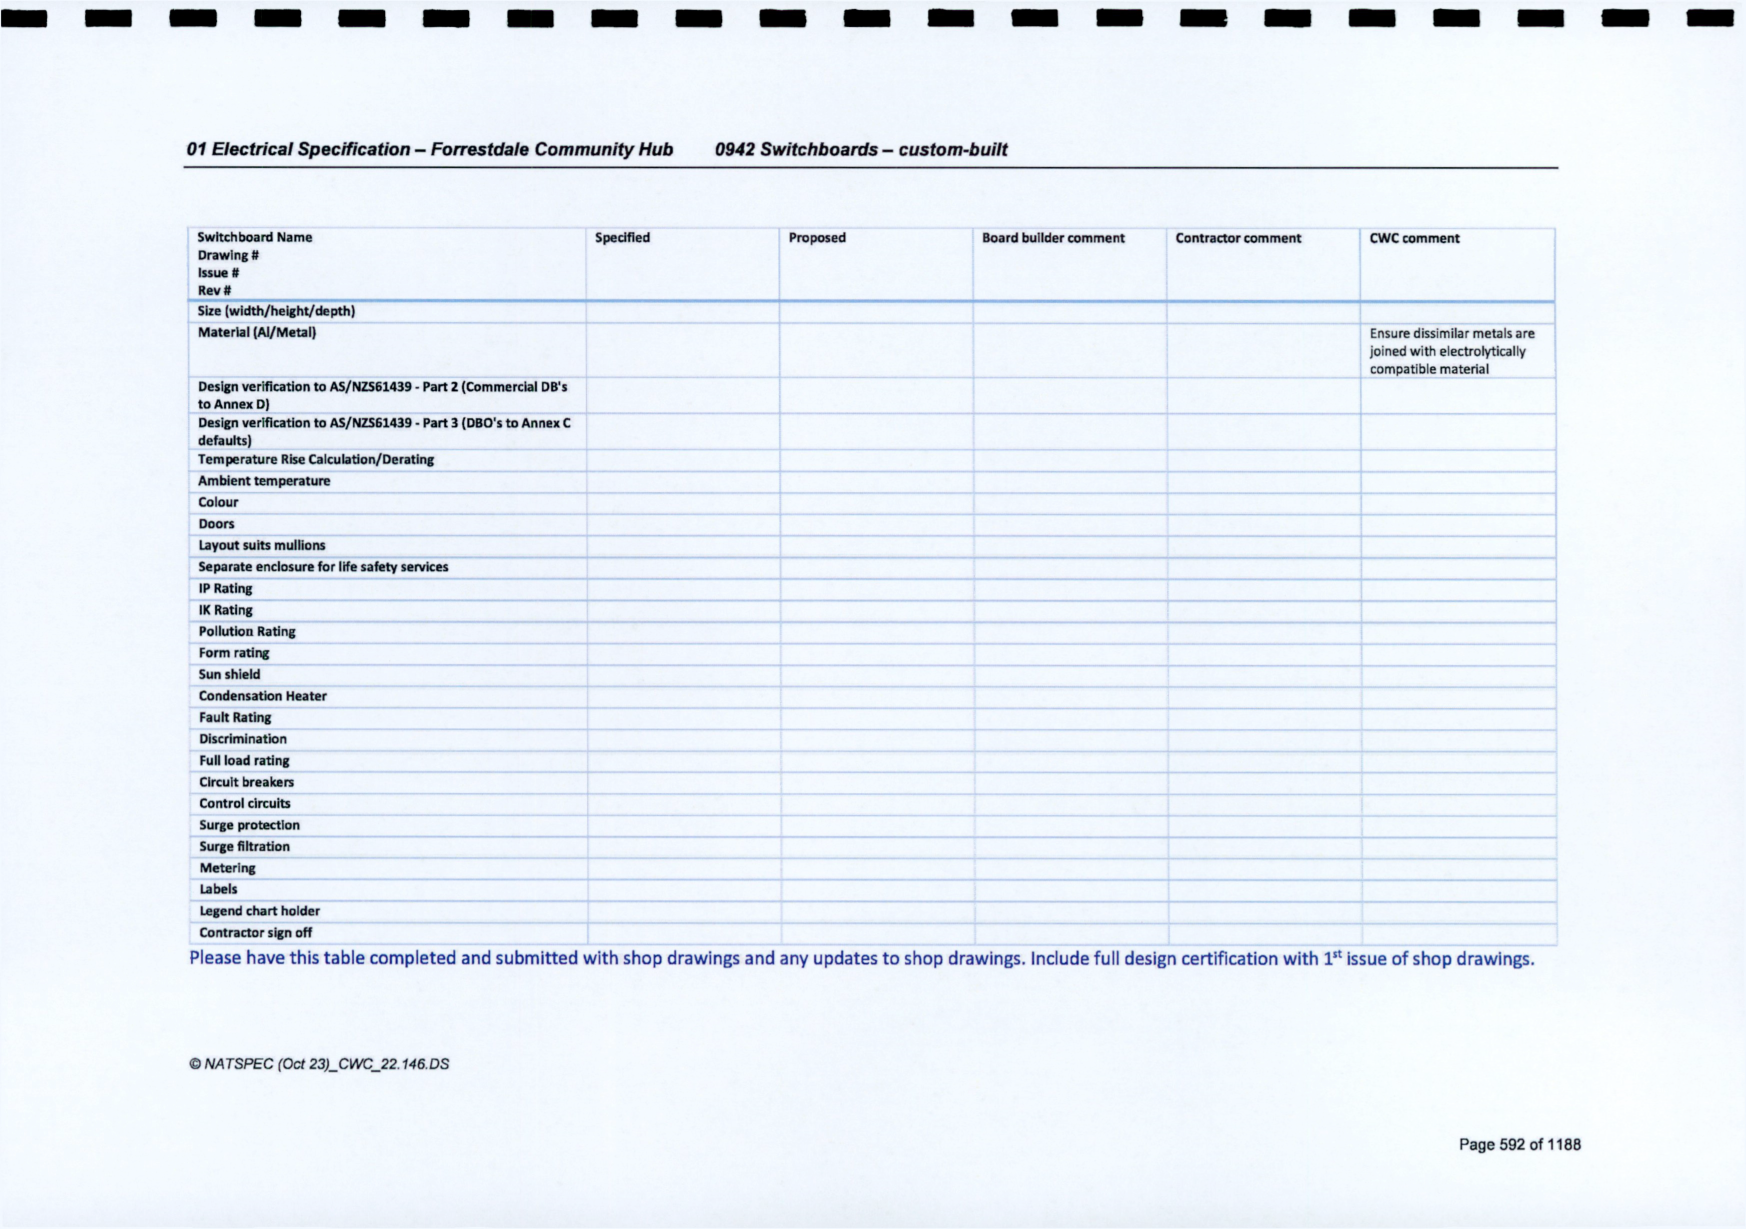 01 Electrical Specification – Forrestdale Community Hub 0942 Switchboards – custom-built
Switchboard Name Specified Proposed Board builder comment Contractor comment CWC comment
Drawing #
Issue #
Rev #
Size (width/height/depth)
Material (Al/Metal) Ensure dissimilar metals are
joined with electrolytically
compatible material
Design verification to AS/NZS61439 - Part 2 (Commercial DB's
to Annex D)
Design verification to AS/NZS61439 - Part 3 (DBO's to Annex C
defaults)
Temperature Rise Calculation/Derating
Ambient temperature
Colour
Doors
Layout suits mullions
Separate enclosure for life safety services
IP Rating
IK Rating
Pollution Rating
Form rating
Sun shield
Condensation Heater
Fault Rating
Discrimination
Full load rating
Circuit breakers
Control circuits
Surge protection
Surge filtration
Metering
Labels
Legend chart holder
Contractor sign off
Please have this table completed and submitted with shop drawings and any updates to shop drawings. Include full design certification with 1st issue of shop drawings.
© NATSPEC (Oct 23)_CWC_22.146.DS
Page 592 of 1188